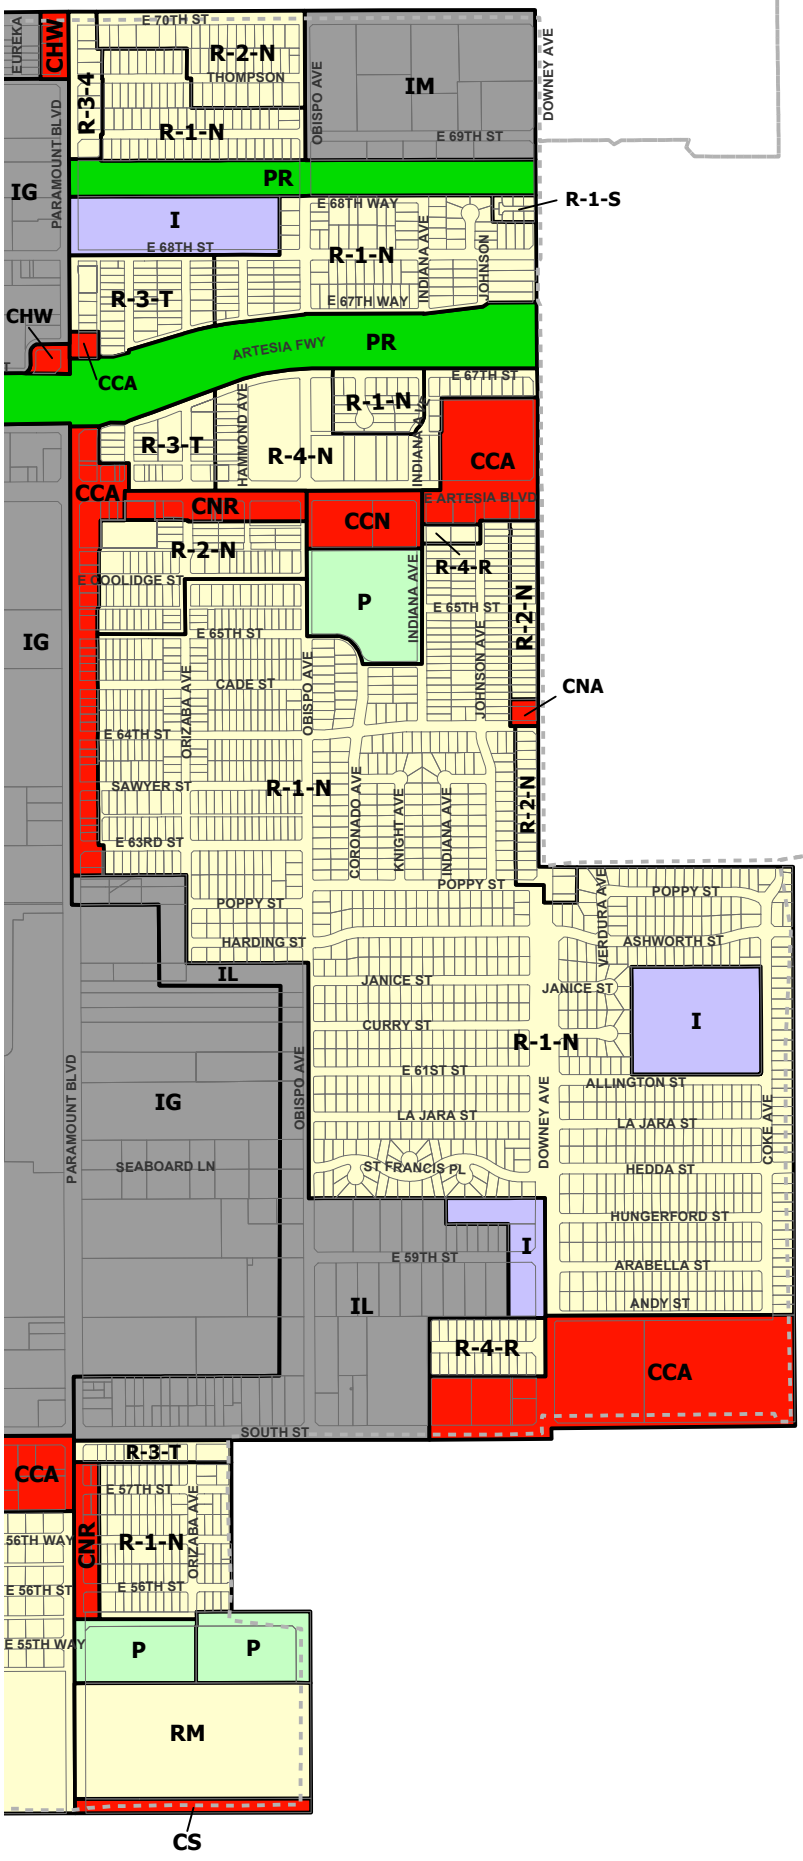 E 70TH ST
EUREKA
CHW
R-2-N
THOMPSON
R-3-4
IM
OBISPO AVE
DOWNEY AVE
PARAMOUNT BLVD
R-1-N
E 69TH ST
IG
PR
R-1-S
E 68TH WAY
I
E 68TH ST
R-1-N
INDIANA AVE
JOHNSON
R-3-T
E 67TH WAY
CHW
ARTESIA FWY
PR
CCA
E 67TH ST
R-1-N
HAMMOND AVE
R-3-T
R-4-N
CCA
CCA
CNR
E ARTESIA BLVD
CCN
R-2-N
R-4-R
E COOLIDGE ST
INDIANA AVE
P
E 65TH ST
R-2-N
E 65TH ST
IG
JOHNSON AVE
CADE ST
ORIZABA AVE
OBISPO AVE
CNA
E 64TH ST
SAWYER ST
R-1-N
CORONADO AVE
KNIGHT AVE
INDIANA AVE
R-2-N
E 63RD ST
POPPY ST
POPPY ST
POPPY ST
VERDURA AVE
HARDING ST
ASHWORTH ST
IL
JANICE ST
JANICE ST
CURRY ST
I
R-1-N
E 61ST ST
ALLINGTON ST
OBISPO AVE
PARAMOUNT BLVD
IG
DOWNEY AVE
LA JARA ST
LA JARA ST
COKE AVE
SEABOARD LN
ST FRANCIS PL
HEDDA ST
HUNGERFORD ST
I
E 59TH ST
ARABELLA ST
IL
ANDY ST
R-4-R
CCA
SOUTH ST
R-3-T
CCA
E 57TH ST
ORIZABA AVE
CNR
R-1-N
56TH WAY
E 56TH ST
E 56TH ST
E 55TH WAY
P
P
RM
CS